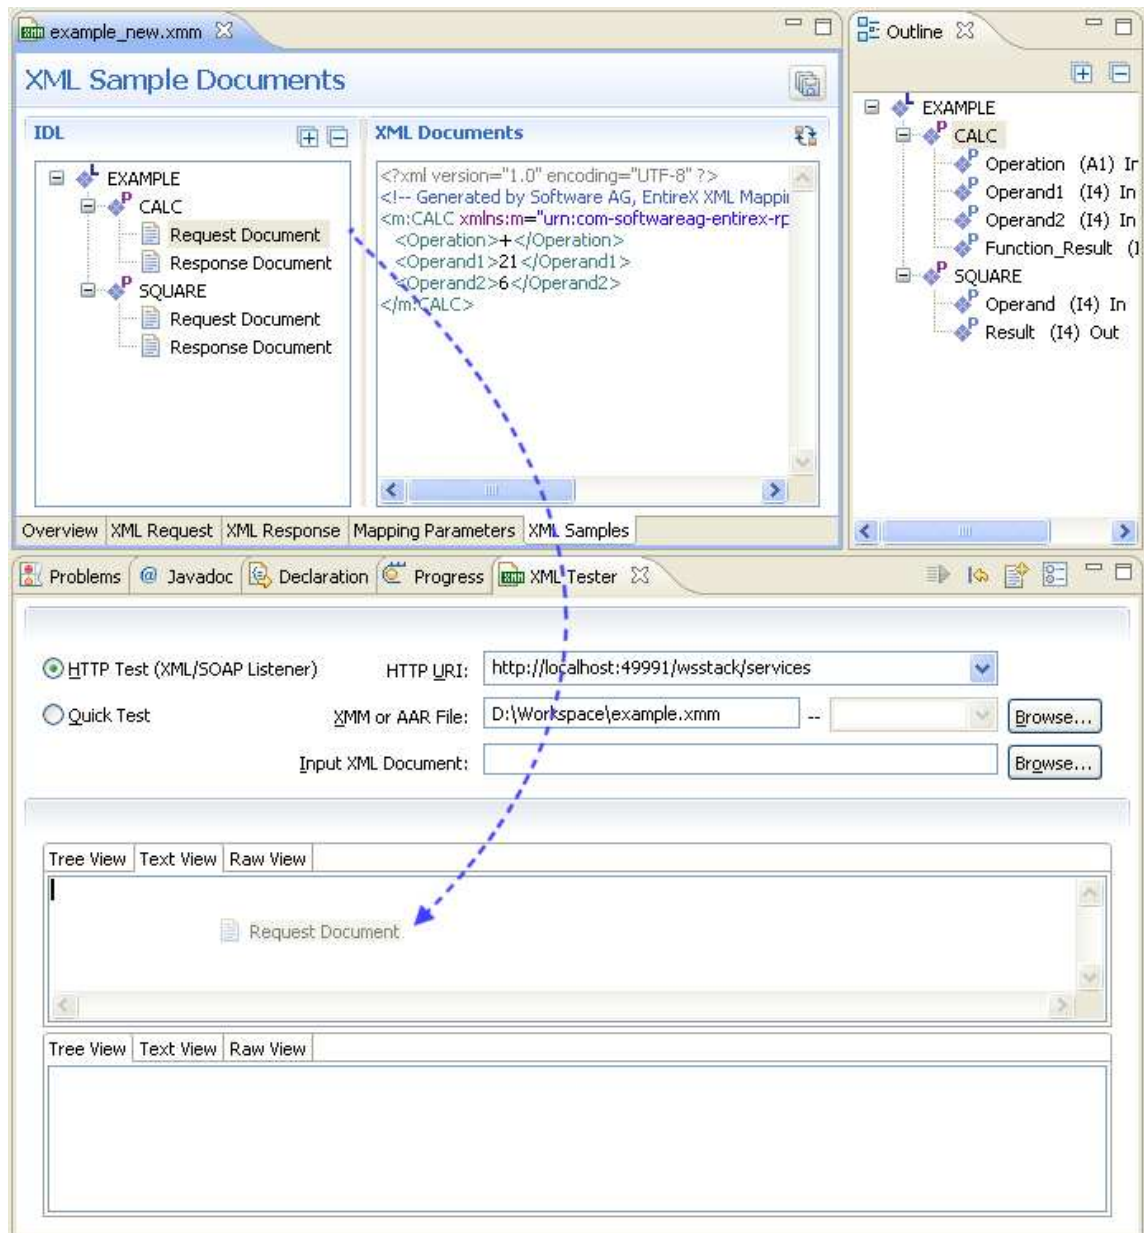 example_new.xmm
XML Sample Documents
IDL
EXAMPLE
CALC
Request Document
Response Document
SQUARE
Request Document
Response Document
XML Documents
<?xml version="1.0" encoding="UTF-8" ?>
<!-- Generated by Software AG, EntireX XML Mappi
<m:CALC xmlns:m="urn:com-softwareag-entirex-rp
<Operation>+</Operation>
<Operand1>21</Operand1>
<Operand2>6</Operand2>
</m:CALC>
Overview XML Request XML Response Mapping Parameters XML Samples
Outline
EXAMPLE
CALC
Operation (A1) In
Operand1 (I4) In
Operand2 (I4) In
Function_Result (I
SQUARE
Operand (I4) In
Result (I4) Out
Problems @ Javadoc Declaration Progress XML Tester
HTTP Test (XML/SOAP Listener) HTTP URI: http://localhost:49991/wsstack/services
Quick Test XMM or AAR File: D:\Workspace\example.xmm -- Browse...
Input XML Document: Browse...
Tree View Text View Raw View
Request Document
Tree View Text View Raw View